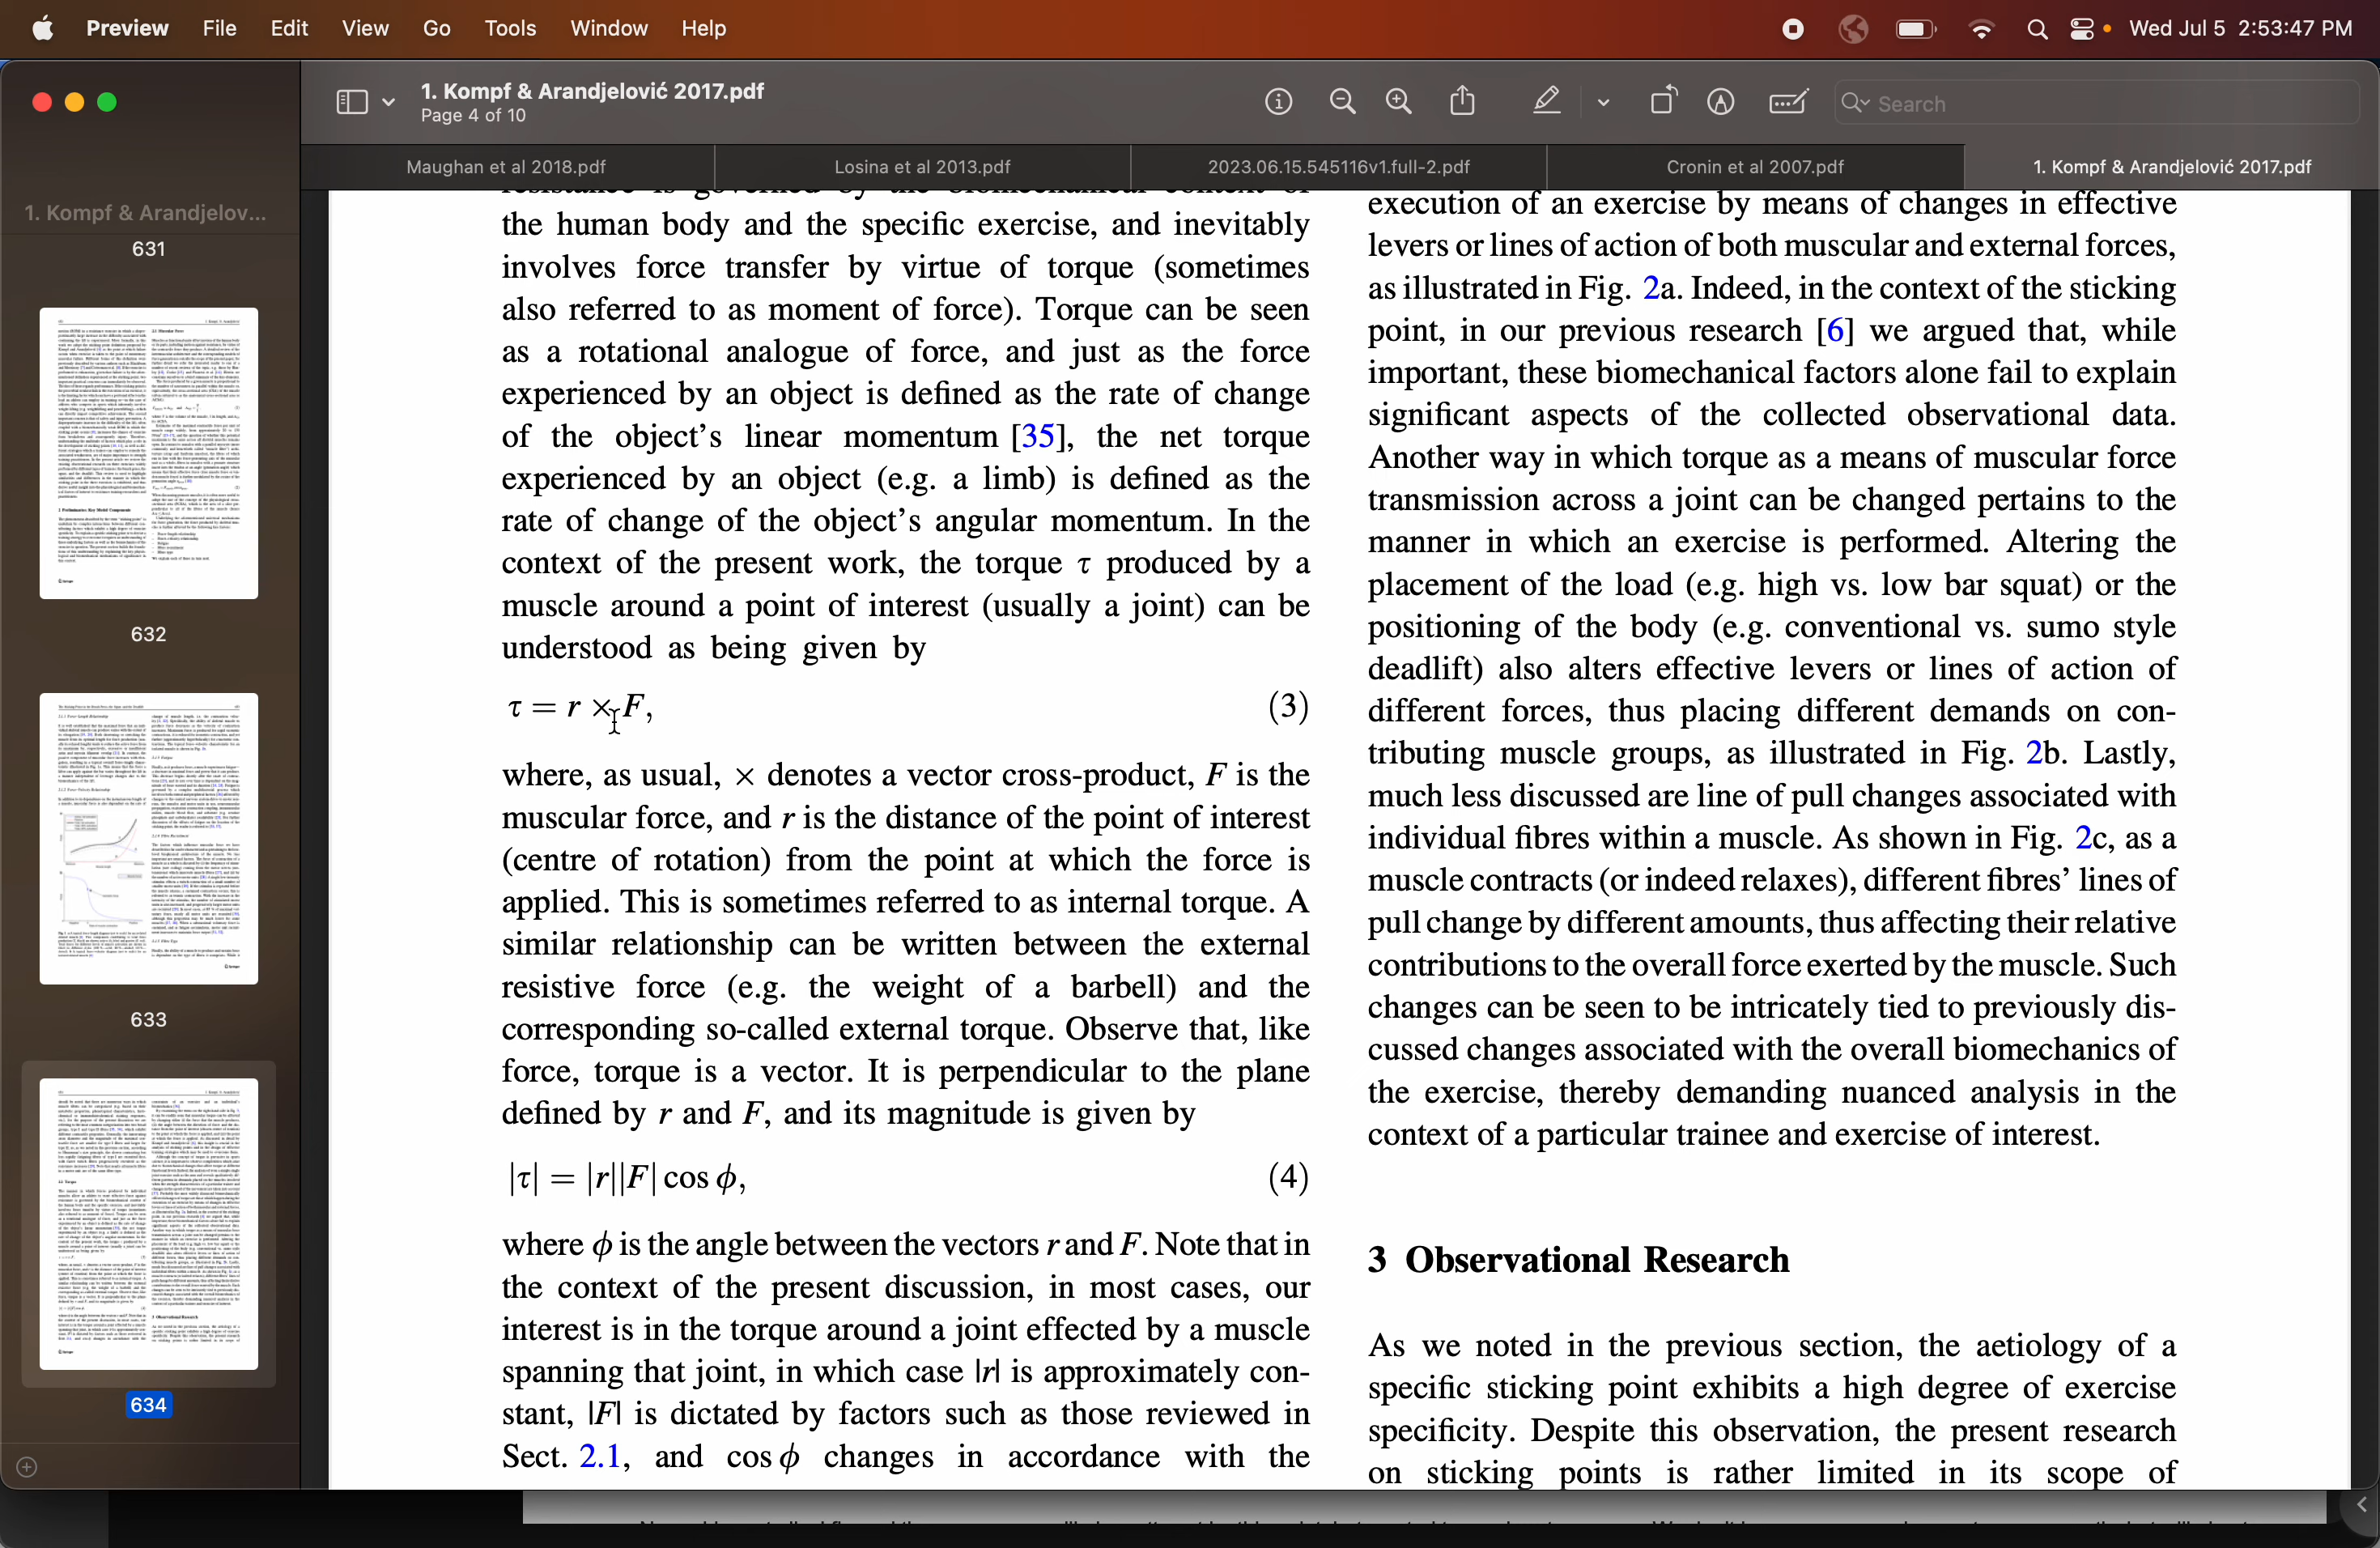 Preview File Edit View Go Tools Window Help
Wed Jul 5 2:53:47 PM
1. Kompf & Arandjelović 2017.pdf
Page 4 of 10
Search
Maughan et al 2018.pdf
Losina et al 2013.pdf
2023.06.15.545116v1.full-2.pdf
Cronin et al 2007.pdf
1. Kompf & Arandjelović 2017.pdf
1. Kompf & Arandjelov...
631
632
633
634
the human body and the specific exercise, and inevitably
involves force transfer by virtue of torque (sometimes
also referred to as moment of force). Torque can be seen
as a rotational analogue of force, and just as the force
experienced by an object is defined as the rate of change
of the object's linear momentum [35], the net torque
experienced by an object (e.g. a limb) is defined as the
rate of change of the object's angular momentum. In the
context of the present work, the torque τ produced by a
muscle around a point of interest (usually a joint) can be
understood as being given by
τ = r × F, (3)
where, as usual, × denotes a vector cross-product, F is the
muscular force, and r is the distance of the point of interest
(centre of rotation) from the point at which the force is
applied. This is sometimes referred to as internal torque. A
similar relationship can be written between the external
resistive force (e.g. the weight of a barbell) and the
corresponding so-called external torque. Observe that, like
force, torque is a vector. It is perpendicular to the plane
defined by r and F, and its magnitude is given by
|τ| = |r||F| cos ϕ, (4)
where ϕ is the angle between the vectors r and F. Note that in
the context of the present discussion, in most cases, our
interest is in the torque around a joint effected by a muscle
spanning that joint, in which case |r| is approximately con-
stant, |F| is dictated by factors such as those reviewed in
Sect. 2.1, and cos ϕ changes in accordance with the
execution of an exercise by means of changes in effective
levers or lines of action of both muscular and external forces,
as illustrated in Fig. 2a. Indeed, in the context of the sticking
point, in our previous research [6] we argued that, while
important, these biomechanical factors alone fail to explain
significant aspects of the collected observational data.
Another way in which torque as a means of muscular force
transmission across a joint can be changed pertains to the
manner in which an exercise is performed. Altering the
placement of the load (e.g. high vs. low bar squat) or the
positioning of the body (e.g. conventional vs. sumo style
deadlift) also alters effective levers or lines of action of
different forces, thus placing different demands on con-
tributing muscle groups, as illustrated in Fig. 2b. Lastly,
much less discussed are line of pull changes associated with
individual fibres within a muscle. As shown in Fig. 2c, as a
muscle contracts (or indeed relaxes), different fibres' lines of
pull change by different amounts, thus affecting their relative
contributions to the overall force exerted by the muscle. Such
changes can be seen to be intricately tied to previously dis-
cussed changes associated with the overall biomechanics of
the exercise, thereby demanding nuanced analysis in the
context of a particular trainee and exercise of interest.
3 Observational Research
As we noted in the previous section, the aetiology of a
specific sticking point exhibits a high degree of exercise
specificity. Despite this observation, the present research
on sticking points is rather limited in its scope of